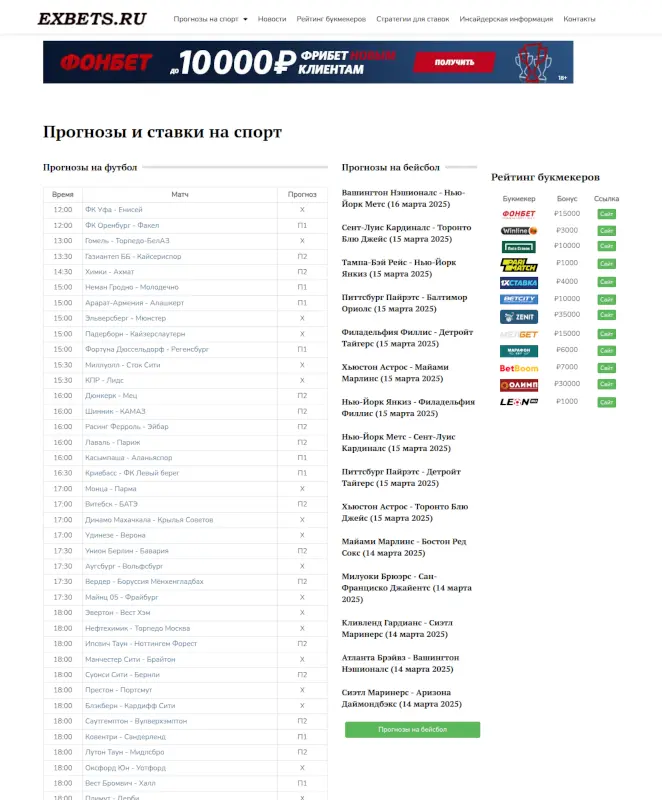 EXBETS.RU
Прогнозы на спорт Новости Рейтинг букмекеров Стратегии для ставок Инсайдерская информация Контакты
ФОНБЕТ ДО 10000₽ ФРИБЕТ НОВЫМ КЛИЕНТАМ ПОЛУЧИТЬ 18+
Прогнозы и ставки на спорт
Прогнозы на футбол
Время Матч Прогноз
12:00 ФК Уфа - Енисей X
12:00 ФК Оренбург - Факел П1
13:00 Гомель - Торпедо-БелАЗ X
13:30 Газиантеп ББ - Кайсериспор П2
14:30 Химки - Ахмат П2
15:00 Неман Гродно - Молодечно П1
15:00 Арарат-Армения - Алашкерт П1
15:00 Эльверсберг - Мюнстер X
15:00 Падерборн - Кайзерслаутерн X
15:00 Фортуна Дюссельдорф - Регенсбург П1
15:30 Миллуолл - Сток Сити X
15:30 КПР - Лидс X
16:00 Дюнкерк - Мец П2
16:00 Шинник - КАМАЗ П2
16:00 Расинг Ферроль - Эйбар П2
16:00 Лаваль - Париж П2
16:00 Касымпаша - Аланьяспор П1
16:30 Кривбасс - ФК Левый берег П1
17:00 Монца - Парма X
17:00 Витебск - БАТЭ П2
17:00 Динамо Махачкала - Крылья Советов X
17:00 Удинезе - Верона X
17:30 Унион Берлин - Бавария П2
17:30 Аугсбург - Вольфсбург X
17:30 Вердер - Боруссия Мёнхенгладбах П2
17:30 Майнц 05 - Фрайбург X
18:00 Эвертон - Вест Хэм X
18:00 Нефтехимик - Торпедо Москва X
18:00 Ипсвич Таун - Ноттингем Форест П2
18:00 Манчестер Сити - Брайтон X
18:00 Суонси Сити - Бернли П2
18:00 Престон - Портсмут X
18:00 Блэкберн - Кардифф Сити X
18:00 Саутгемптон - Вулверхэмптон П2
18:00 Ковентри - Сандерленд П1
18:00 Лутон Таун - Мидлсбро П2
18:00 Оксфорд Юн - Уотфорд X
18:00 Вест Бромвич - Халл П1
18:00 Плимут - Дерби X
Прогнозы на бейсбол
Вашингтон Нэшионалс - Нью-
Йорк Метс (16 марта 2025)
Сент-Луис Кардиналс - Торонто
Блю Джейс (15 марта 2025)
Тампа-Бэй Рейс - Нью-Йорк
Янкиз (15 марта 2025)
Питтсбург Пайрэтс - Балтимор
Ориолс (15 марта 2025)
Филадельфия Филлис - Детройт
Тайгерс (15 марта 2025)
Хьюстон Астрос - Майами
Марлинс (15 марта 2025)
Нью-Йорк Янкиз - Филадельфия
Филлис (15 марта 2025)
Нью-Йорк Метс - Сент-Луис
Кардиналс (15 марта 2025)
Питтсбург Пайрэтс - Детройт
Тайгерс (15 марта 2025)
Хьюстон Астрос - Торонто Блю
Джейс (15 марта 2025)
Майами Марлинс - Бостон Ред
Сокс (14 марта 2025)
Милуоки Брюэрс - Сан-
Франциско Джайентс (14 марта
2025)
Кливленд Гардианс - Сиэтл
Маринерс (14 марта 2025)
Атланта Брэйвз - Вашингтон
Нэшионалс (14 марта 2025)
Сиэтл Маринерс - Аризона
Даймондбэкс (14 марта 2025)
Прогнозы на бейсбол
Рейтинг букмекеров
Букмекер Бонус Ссылка
ФОНБЕТ ₽15000 Сайт
Winline ₽3000 Сайт
₽10000 Сайт
PARI MATCH ₽1000 Сайт
1XСТАВКА ₽4000 Сайт
BETCITY ₽10000 Сайт
ZENIT ₽35000 Сайт
МЕЛБЕТ ₽15000 Сайт
МАРАФОН ₽6000 Сайт
BetBoom ₽7000 Сайт
ОЛИМП ₽30000 Сайт
LEON ₽1000 Сайт